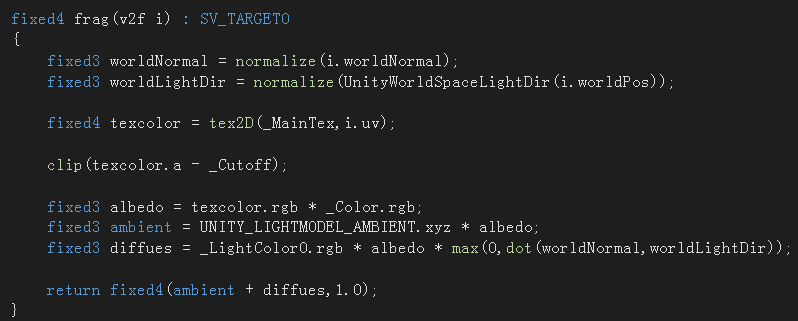 fixed4 frag(v2f i) : SV_TARGET0
{
    fixed3 worldNormal = normalize(i.worldNormal);
    fixed3 worldLightDir = normalize(UnityWorldSpaceLightDir(i.worldPos));
    fixed4 texcolor = tex2D(_MainTex,i.uv);
    clip(texcolor.a - _Cutoff);
    fixed3 albedo = texcolor.rgb * _Color.rgb;
    fixed3 ambient = UNITY_LIGHTMODEL_AMBIENT.xyz * albedo;
    fixed3 diffues = _LightColor0.rgb * albedo * max(0,dot(worldNormal,worldLightDir));
    return fixed4(ambient + diffues,1.0);
}